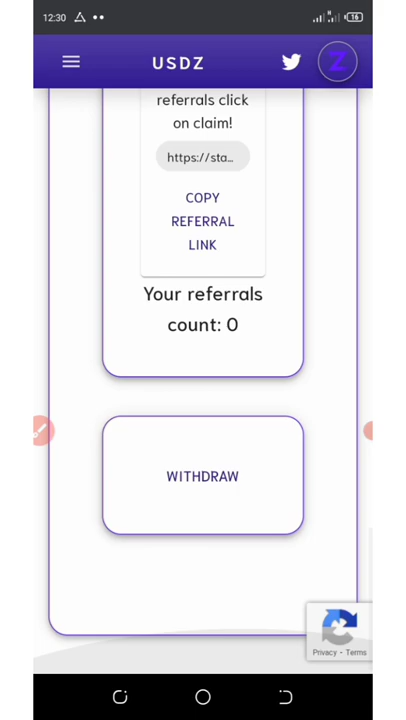 12:30
16
USDZ
Z
referrals click
on claim!
https://sta...
COPY
REFERRAL
LINK
Your referrals
count: 0
WITHDRAW
Privacy - Terms